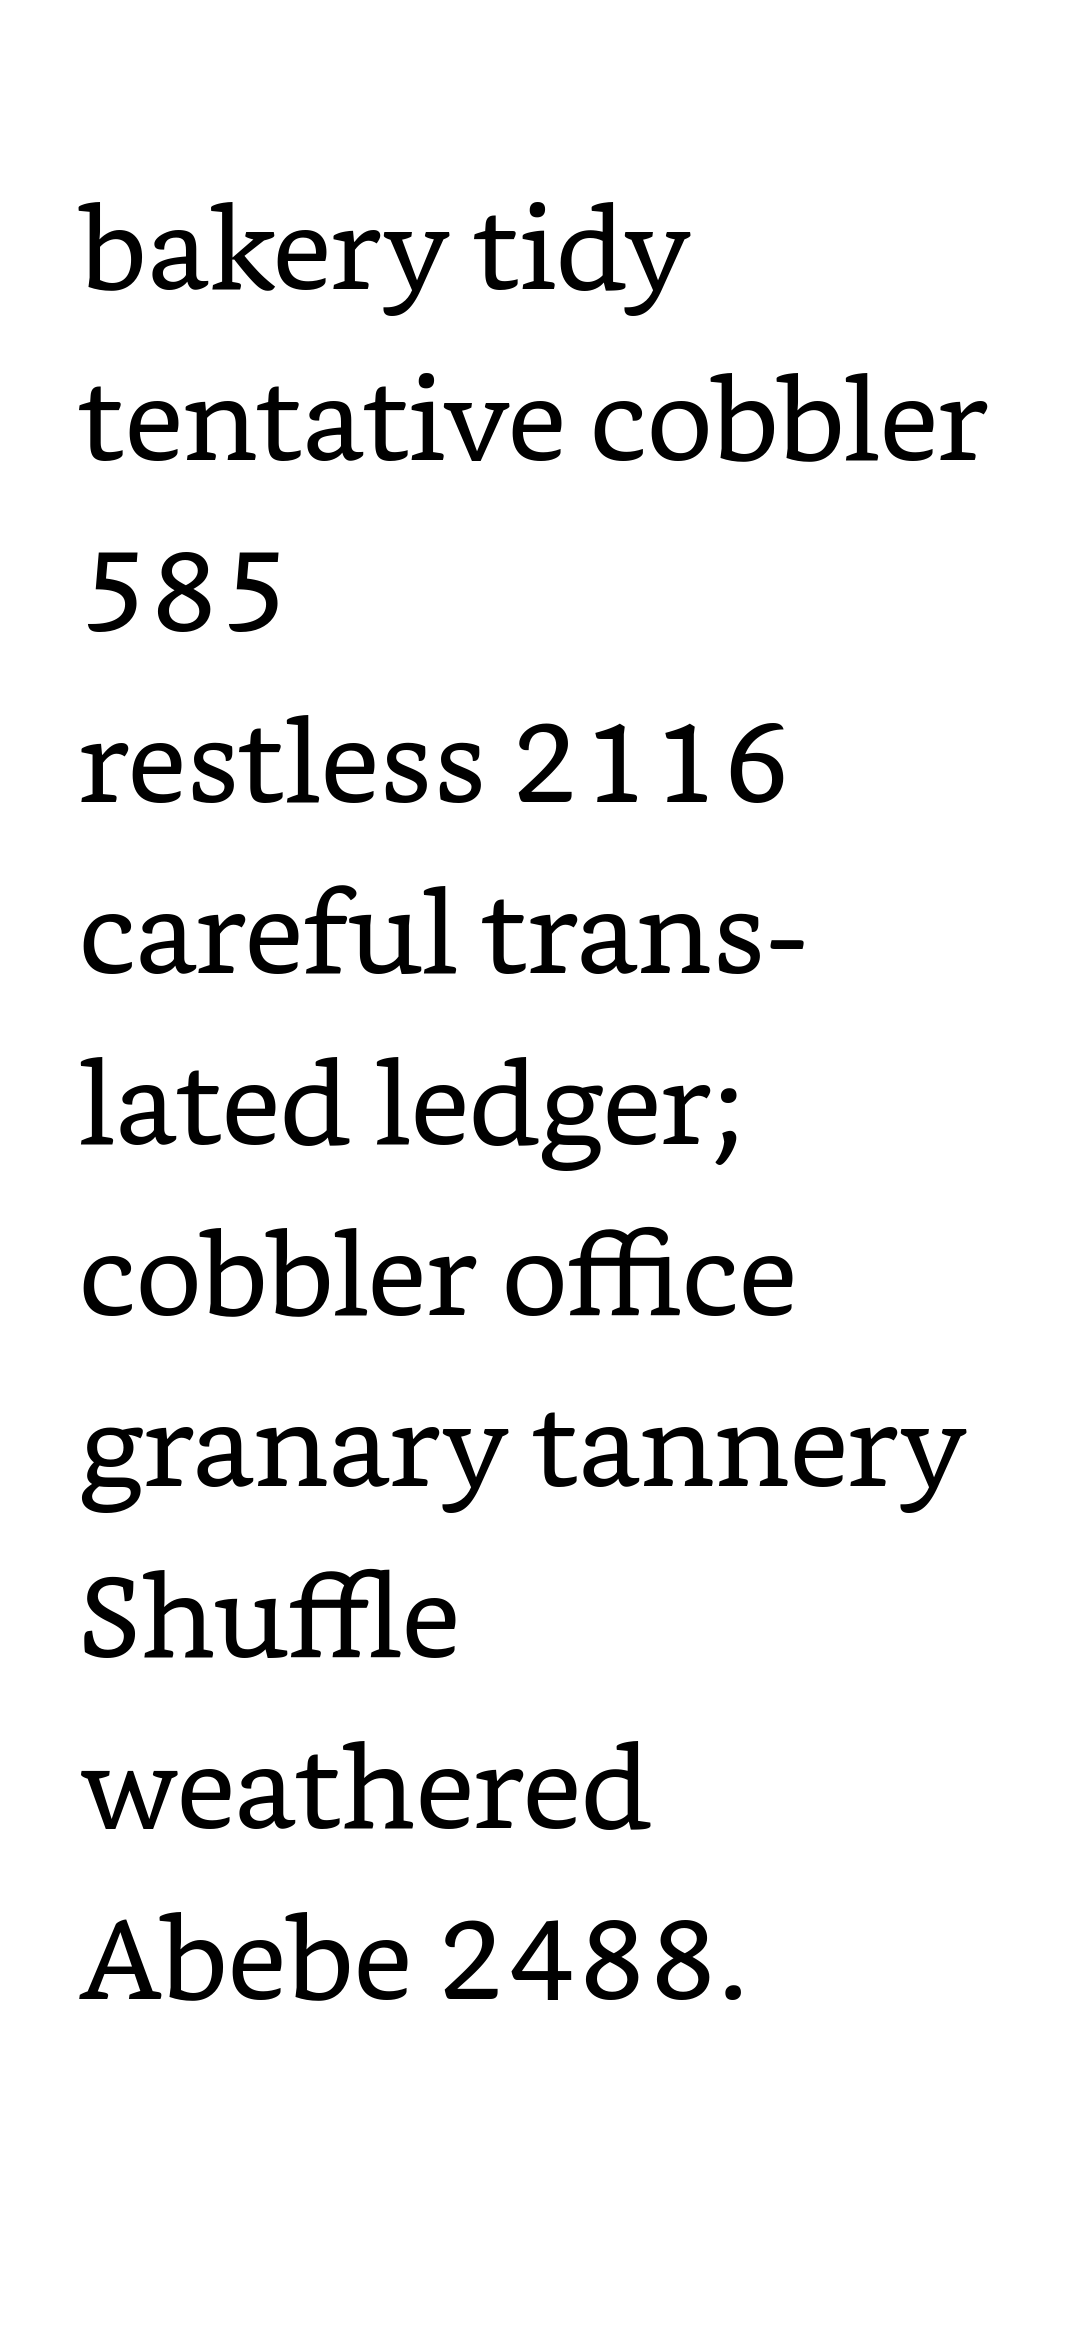 bakery tidy
tentative cobbler
585
restless 2116
careful trans-
lated ledger;
cobbler office
granary tannery
Shuffle
weathered
Abebe 2488.